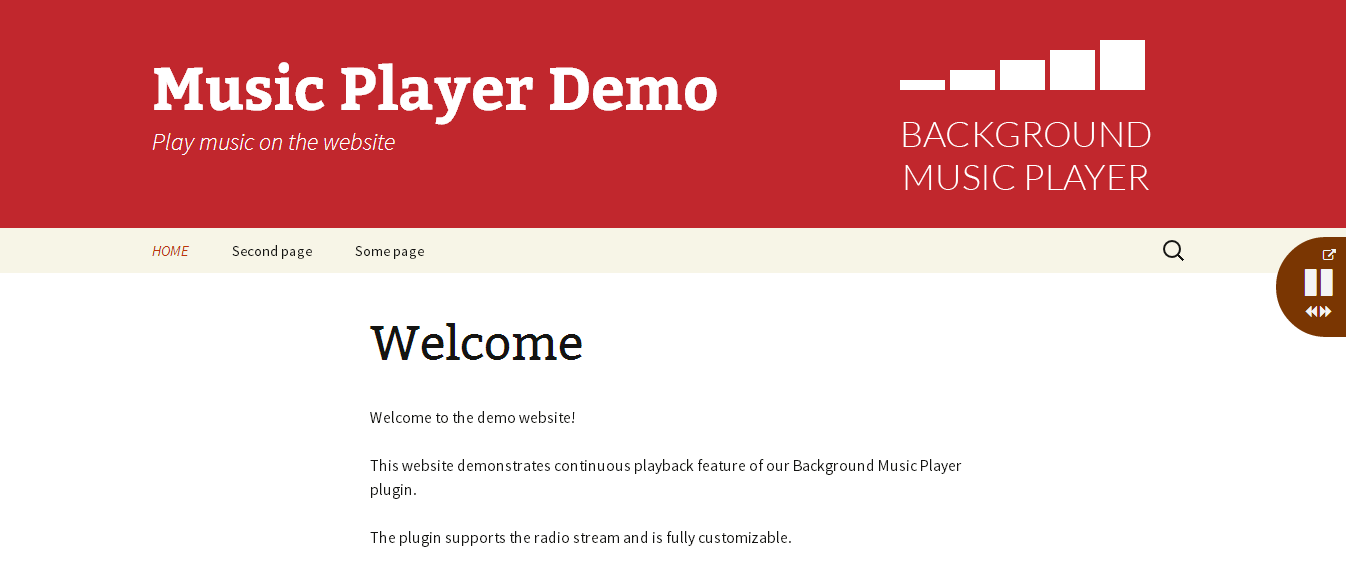 Music Player Demo
Play music on the website
BACKGROUND
MUSIC PLAYER
HOME
Second page
Some page
Welcome
Welcome to the demo website!
This website demonstrates continuous playback feature of our Background Music Player
plugin.
The plugin supports the radio stream and is fully customizable.